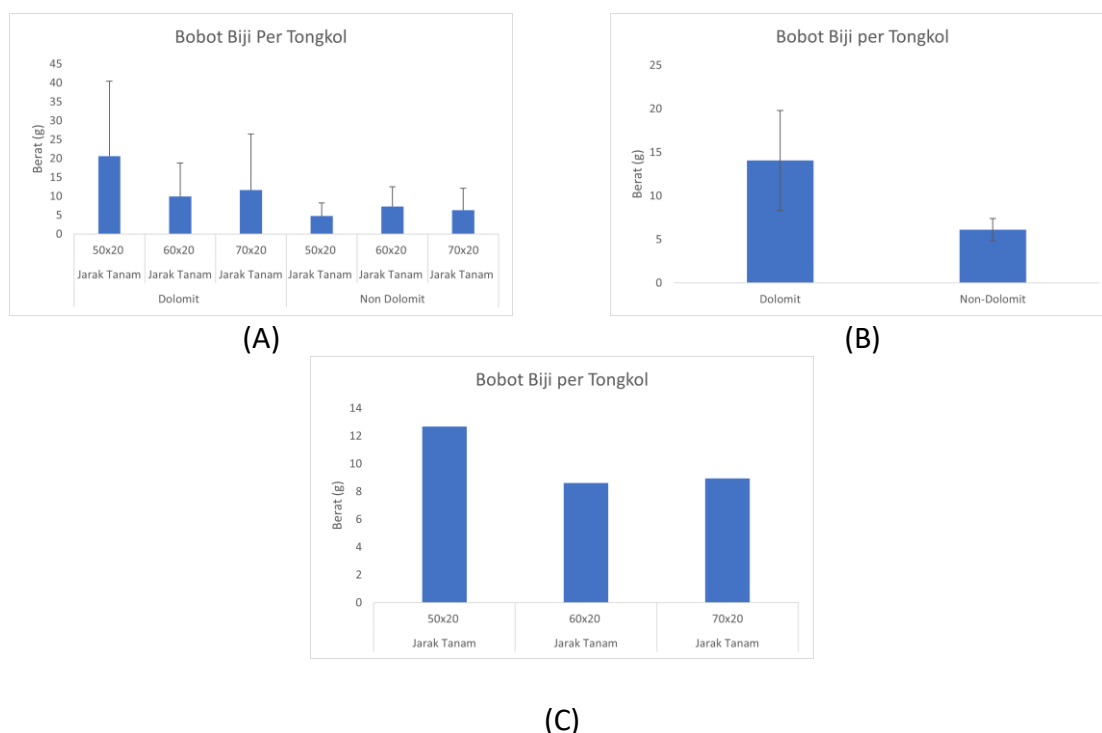 Bobot Biji Per Tongkol
Berat (g)
45
40
35
30
25
20
15
10
5
0
50x20 60x20 70x20 50x20 60x20 70x20
Jarak Tanam Jarak Tanam Jarak Tanam Jarak Tanam Jarak Tanam Jarak Tanam
Dolomit Non Dolomit
(A)
Bobot Biji per Tongkol
Berat (g)
25
20
15
10
5
0
Dolomit Non-Dolomit
(B)
Bobot Biji per Tongkol
Berat (g)
14
12
10
8
6
4
2
0
50x20 60x20 70x20
Jarak Tanam Jarak Tanam Jarak Tanam
(C)